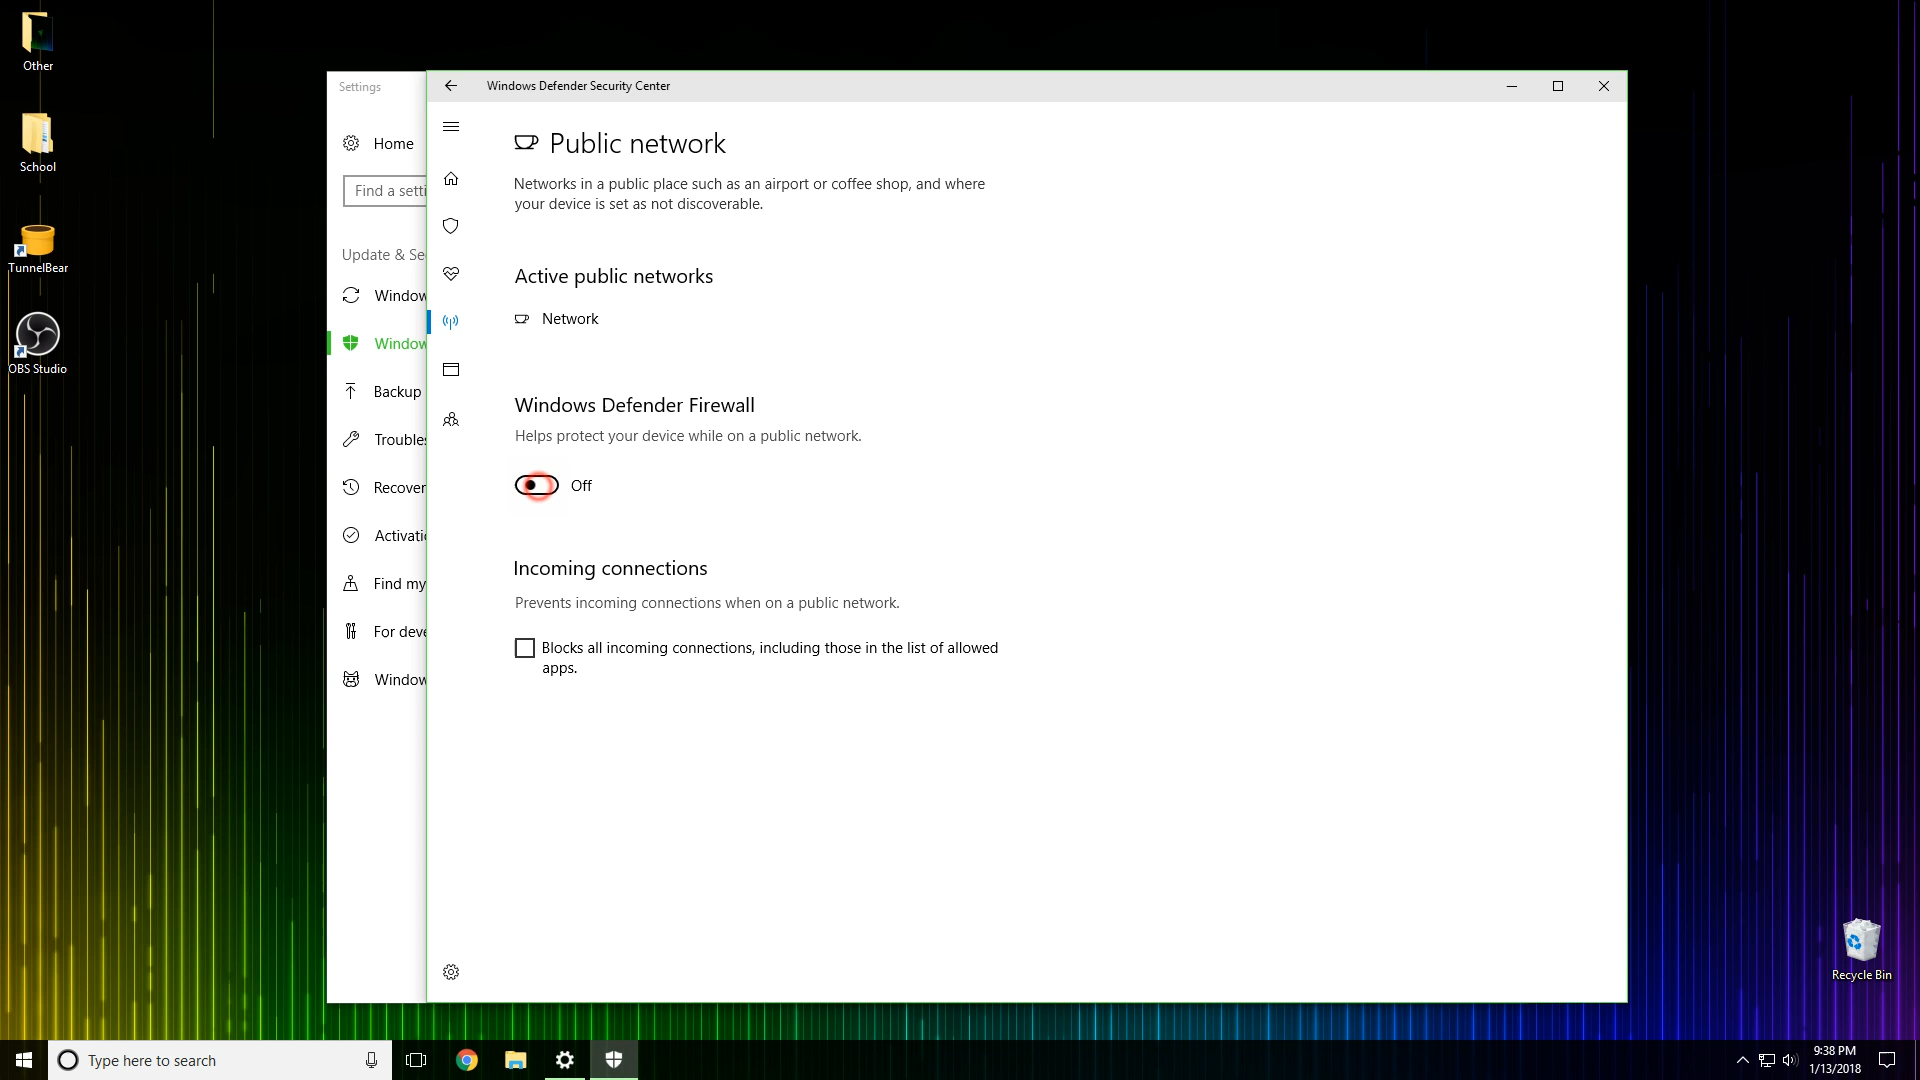 Other
School
TunnelBear
OBS Studio
Settings
Home
Find a setti
Update & Se
Window
Window
Backup
Troubles
Recover
Activati
Find my
For deve
Window
Windows Defender Security Center
Public network
Networks in a public place such as an airport or coffee shop, and where
your device is set as not discoverable.
Active public networks
Network
Windows Defender Firewall
Helps protect your device while on a public network.
Off
Incoming connections
Prevents incoming connections when on a public network.
Blocks all incoming connections, including those in the list of allowed
apps.
Recycle Bin
Type here to search
9:38 PM
1/13/2018